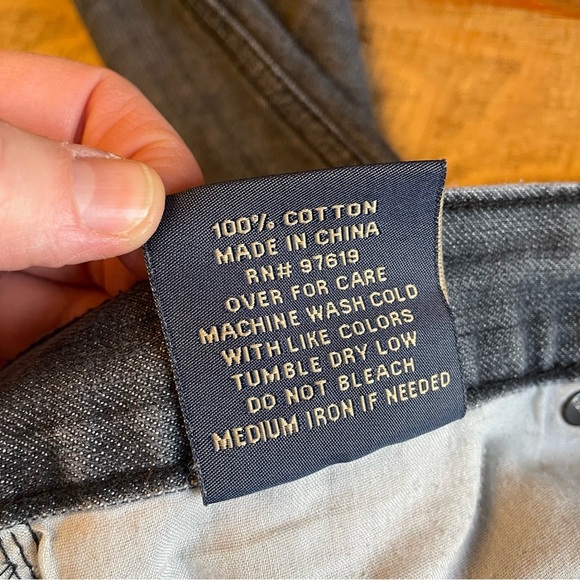 100% COTTON
MADE IN CHINA
RN# 97619
OVER FOR CARE
MACHINE WASH COLD
WITH LIKE COLORS
TUMBLE DRY LOW
DO NOT BLEACH
MEDIUM IRON IF NEEDED